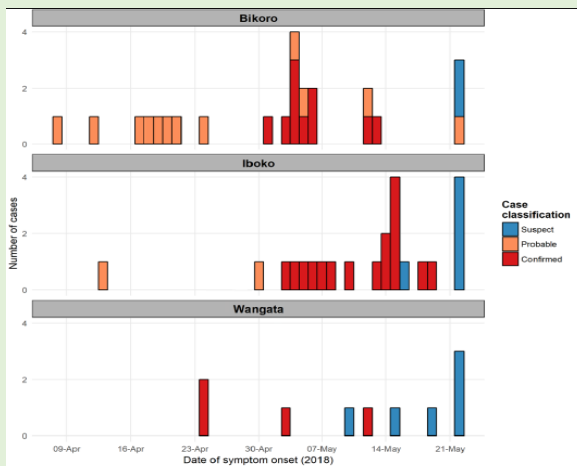 Bikoro
4
2
0
Iboko
4
2
0
Number of cases
Wangata
4
2
0
09-Apr 16-Apr 23-Apr 30-Apr 07-May 14-May 21-May
Date of symptom onset (2018)
Case
classification
Suspect
Probable
Confirmed